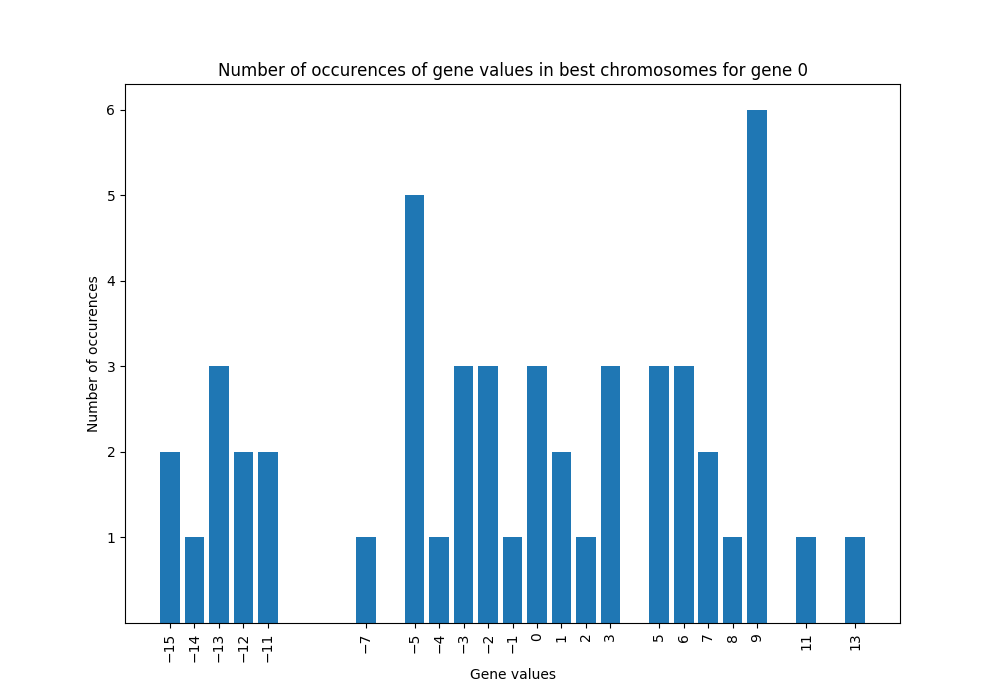 Number of occurences of gene values in best chromosomes for gene 0
Number of occurences
6
5
4
3
2
1
−15 −14 −13 −12 −11 −7 −5 −4 −3 −2 −1 0 1 2 3 5 6 7 8 9 11 13
Gene values